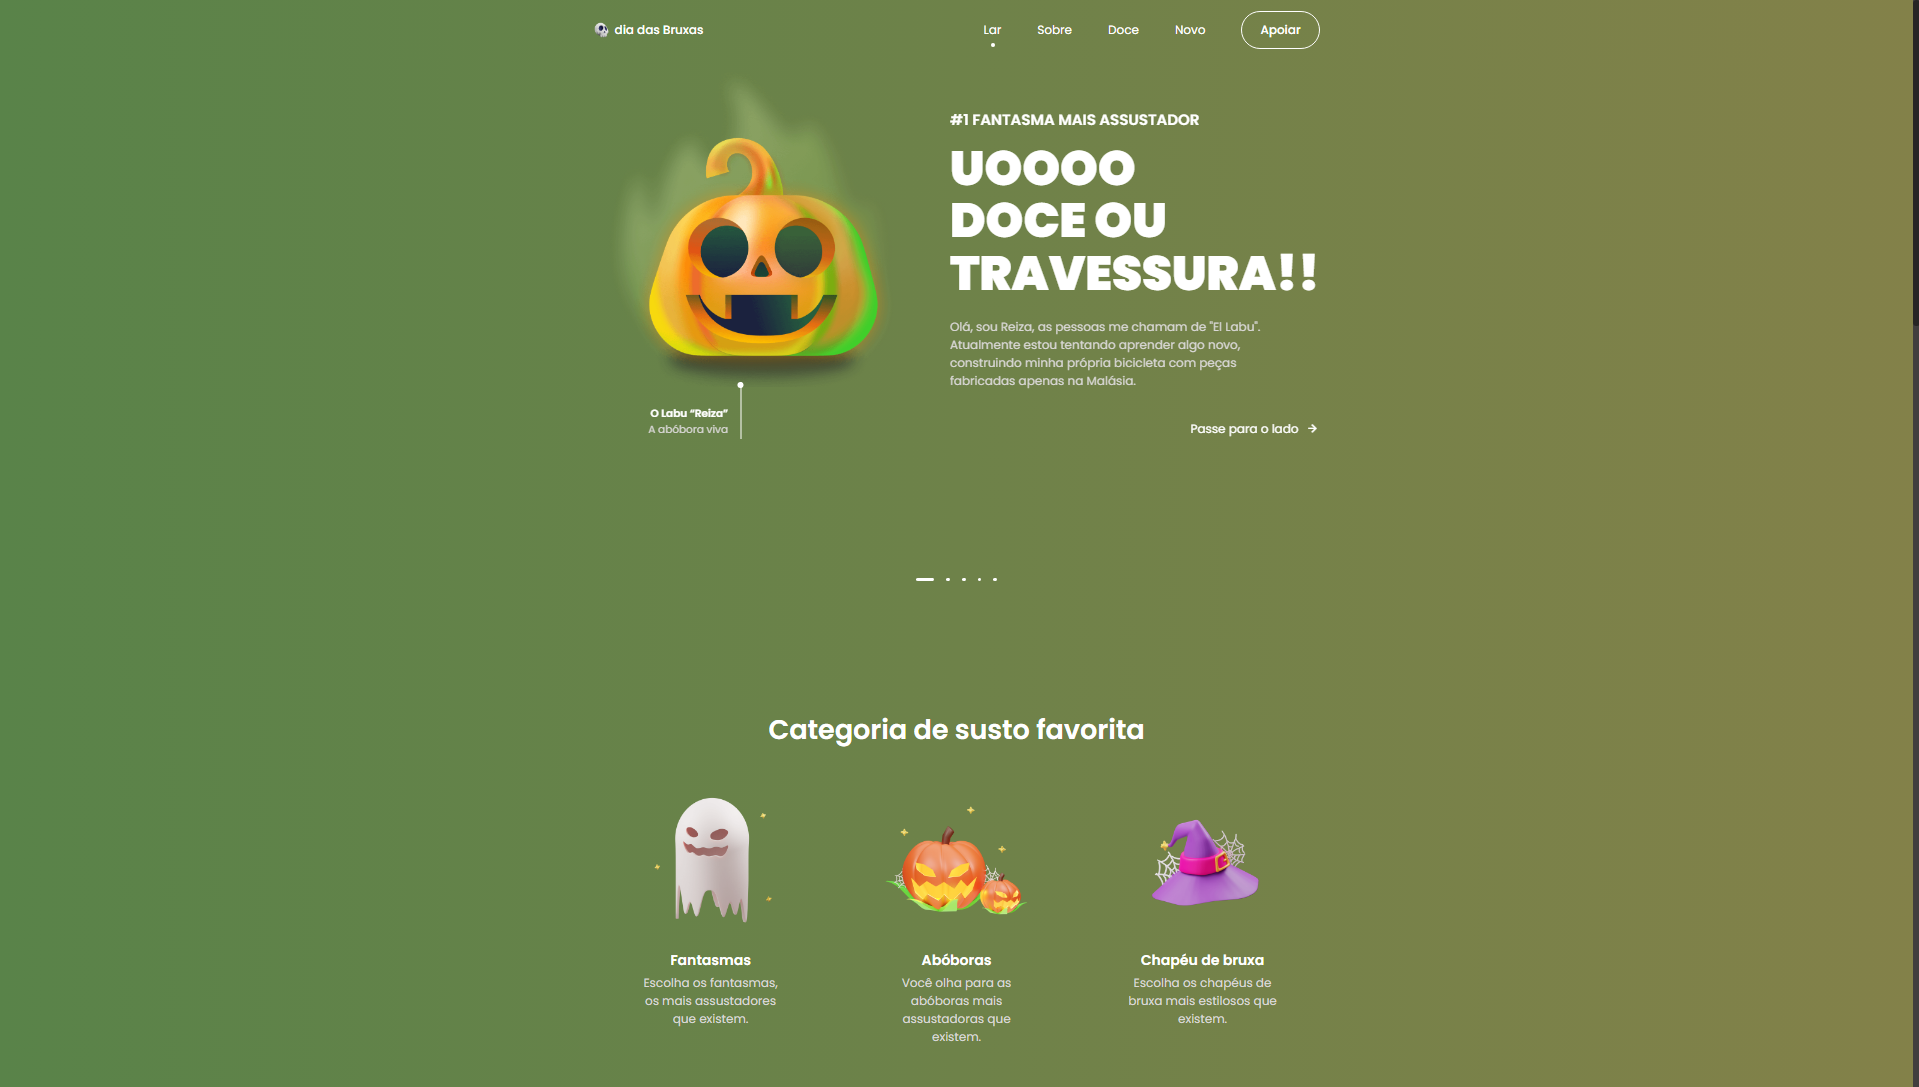 dia das Bruxas
Lar
Sobre
Doce
Novo
Apoiar
#1 FANTASMA MAIS ASSUSTADOR
UOOOO
DOCE OU
TRAVESSURA!!
Olá, sou Reiza, as pessoas me chamam de "El Labu".
Atualmente estou tentando aprender algo novo,
construindo minha própria bicicleta com peças
fabricadas apenas na Malásia.
O Labu “Reiza”
A abóbora viva
Passe para o lado
Categoria de susto favorita
Fantasmas
Escolha os fantasmas,
os mais assustadores
que existem.
Abóboras
Você olha para as
abóboras mais
assustadoras que
existem.
Chapéu de bruxa
Escolha os chapéus de
bruxa mais estilosos que
existem.